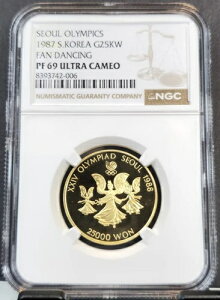 SEOUL OLYMPICS
1987 S.KOREA G25KW
FAN DANCING
PF 69 ULTRA CAMEO
8393742-006
NUMISMATIC GUARANTY COMPANY
NGC
XXIV OLYMPIAD SEOUL 1988
25000 WON